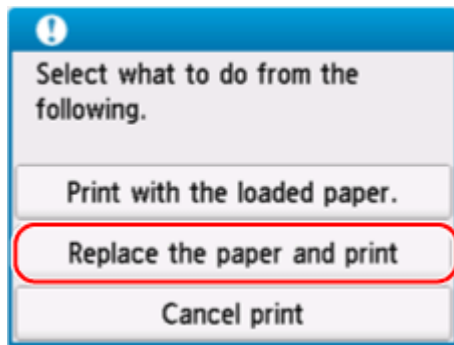 Select what to do from the
following.
Print with the loaded paper.
Replace the paper and print
Cancel print